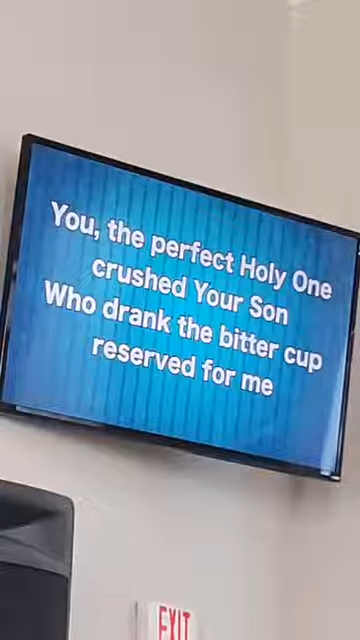 You, the perfect Holy One
crushed Your Son
Who drank the bitter cup
reserved for me
EXIT